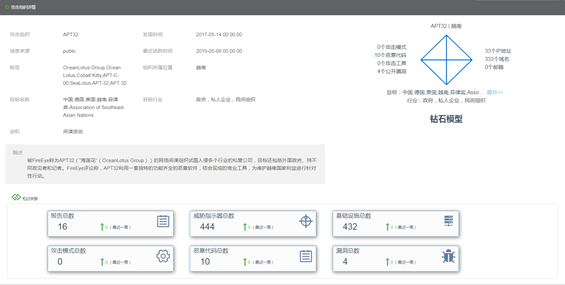 攻击组织详情
攻击组织 APT32 发现时间 2017-05-14 00:00:00
情报来源 public 最近活跃时间 2019-05-08 00:00:00
标签 OceanLotus Group,Ocean Lotus,Cobalt Kitty,APT-C-00,SeaLotus,APT-32,APT 32 组织所属位置 越南
目标名称 中国,德国,美国,越南,菲律宾,Association of Southeast Asian Nations 目标行业 政府，私人企业，民间组织
动机 间谍活动
APT32 | 越南
0个攻击模式
10个恶意代码
0个攻击工具
4个公开漏洞
33个IP地址
333个域名
0个邮箱
目标：中国,德国,美国,越南,菲律宾,Asso... 展开>>
行业：政府，私人企业，民间组织
钻石模型
概述
被FireEye称为APT32（“海莲花”（OceanLotus Group））的网络间谍组织试图入侵多个行业的私营公司，目标还包括外国政府、持不
同政见者和记者。FireEye评论称，APT32利用一套独特的功能齐全的恶意软件，结合现成的商业工具，为维护越南国家利益进行针对
性行动。
报告总数 16 0（最近一周）
威胁指示器总数 444 0（最近一周）
基础设施总数 432 0（最近一周）
攻击模式总数 0 0（最近一周）
恶意代码总数 10 0（最近一周）
漏洞总数 4 0（最近一周）